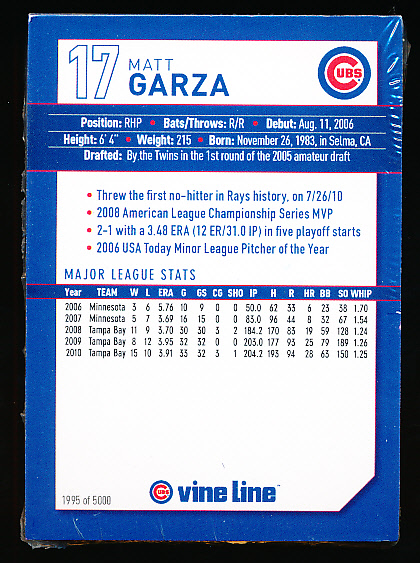 17 MATT
GARZA
CUBS
Position: RHP • Bats/Throws: R/R • Debut: Aug. 11, 2006
Height: 6' 4" • Weight: 215 • Born: November 26, 1983, in Selma, CA
Drafted: By the Twins in the 1st round of the 2005 amateur draft
• Threw the first no-hitter in Rays history, on 7/26/10
• 2008 American League Championship Series MVP
• 2-1 with a 3.48 ERA (12 ER/31.0 IP) in five playoff starts
• 2006 USA Today Minor League Pitcher of the Year
MAJOR LEAGUE STATS
Year TEAM W L ERA G GS CG SHO IP H R HR BB SO WHIP
2006 Minnesota 3 6 5.76 10 9 0 0 50.0 62 33 6 23 38 1.70
2007 Minnesota 5 7 3.69 16 15 0 0 83.0 96 44 8 32 67 1.54
2008 Tampa Bay 11 9 3.70 30 30 3 2 184.2 170 83 19 59 128 1.24
2009 Tampa Bay 8 12 3.95 32 32 0 0 203.0 177 93 25 79 189 1.26
2010 Tampa Bay 15 10 3.91 33 32 3 1 204.2 193 94 28 63 150 1.25
CUBS vine line
1995 of 5000